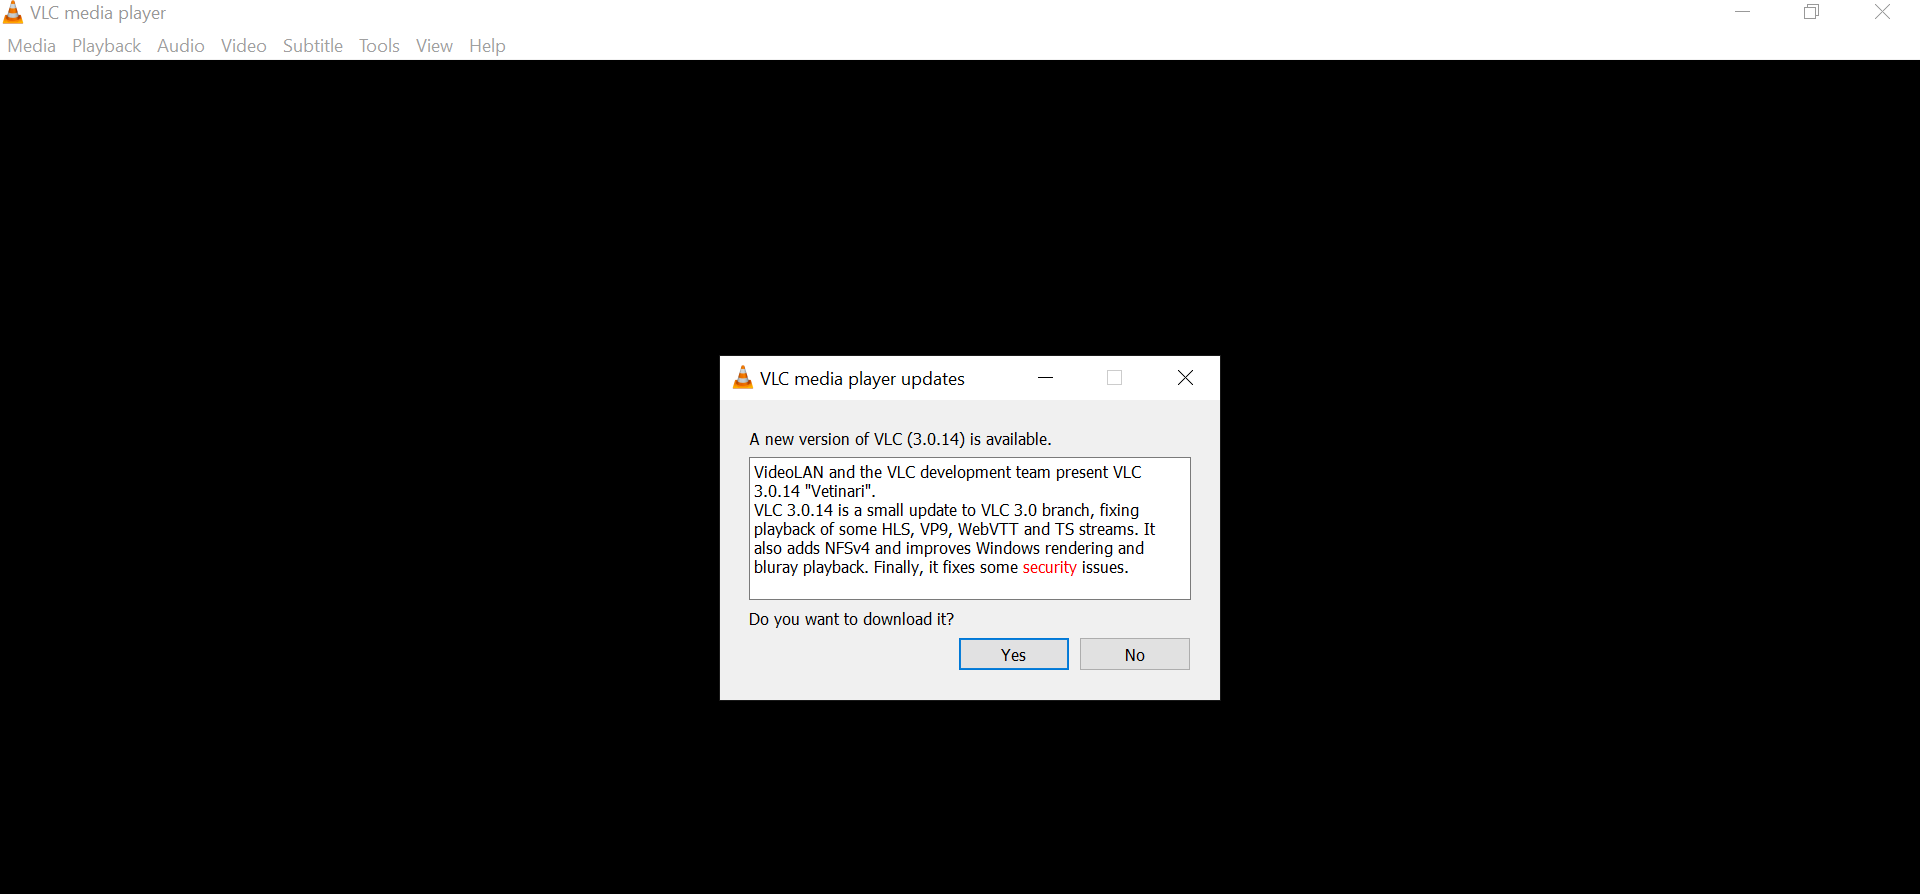 VLC media player
Media Playback Audio Video Subtitle Tools View Help
VLC media player updates
A new version of VLC (3.0.14) is available.
VideoLAN and the VLC development team present VLC
3.0.14 "Vetinari".
VLC 3.0.14 is a small update to VLC 3.0 branch, fixing
playback of some HLS, VP9, WebVTT and TS streams. It
also adds NFSv4 and improves Windows rendering and
bluray playback. Finally, it fixes some security issues.
Do you want to download it?
Yes No